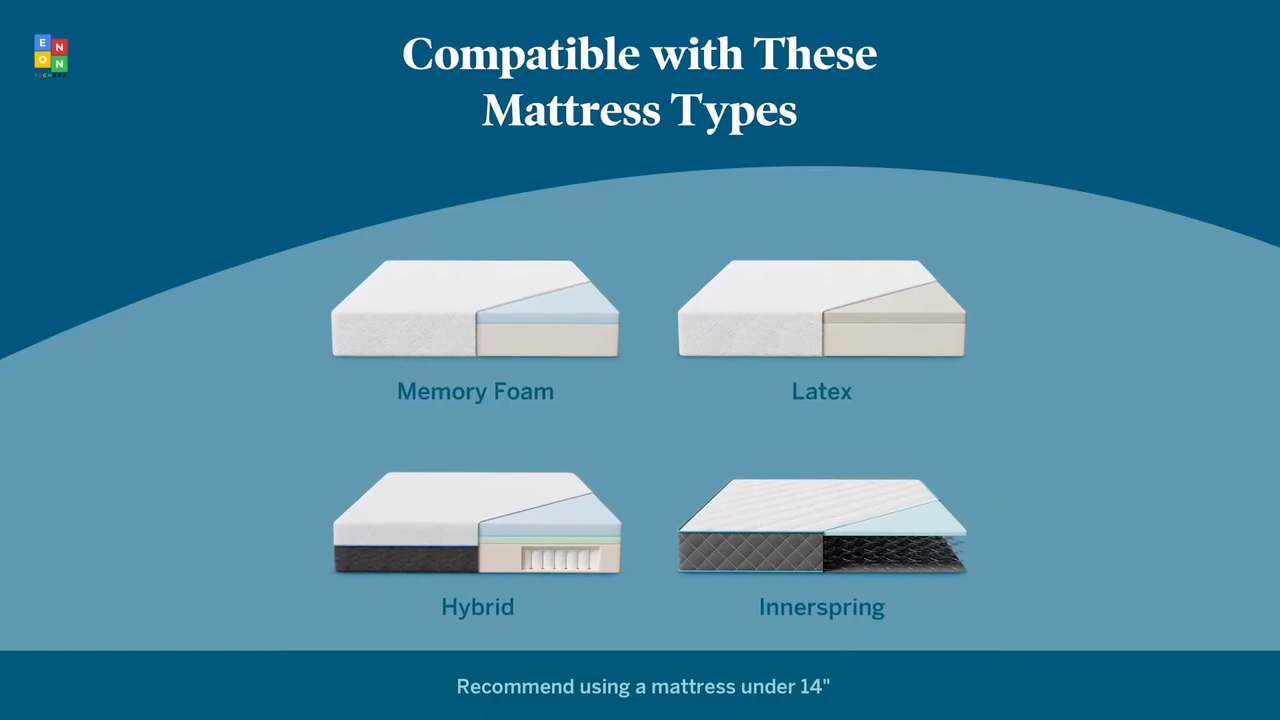 E N
O N
Compatible with These
Mattress Types
Memory Foam
Latex
Hybrid
Innerspring
Recommend using a mattress under 14"